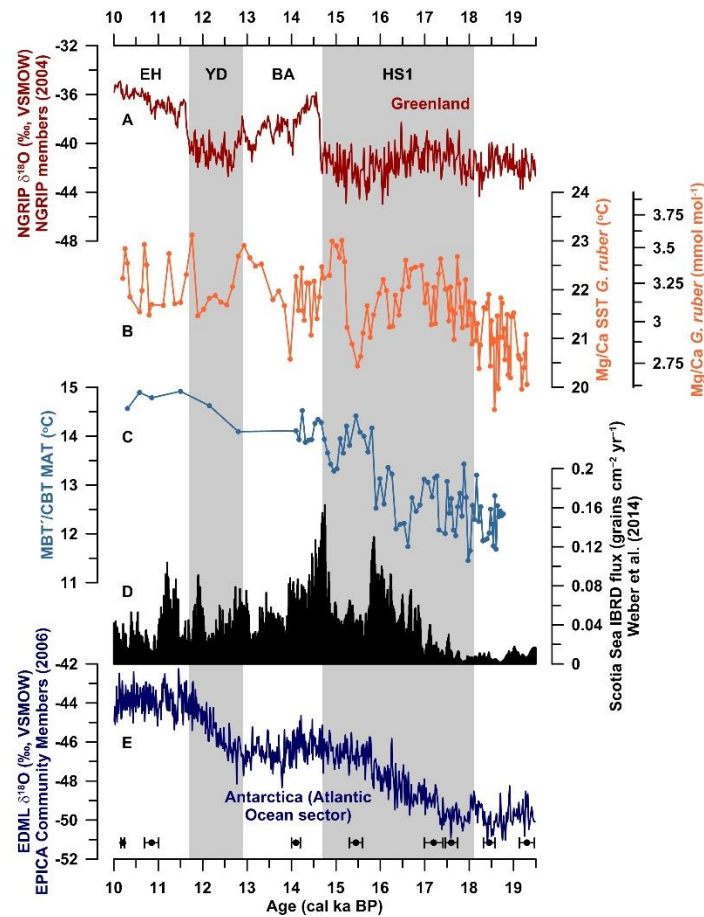 10 11 12 13 14 15 16 17 18 19
-32
-36
-40
-44
-48
NGRIP δ¹⁸O (‰, VSMOW)
NGRIP members (2004)
EH YD BA HS1
Greenland
A
24
23
22
21
20
Mg/Ca SST G. ruber (°C)
3.75
3.5
3.25
3
2.75
Mg/Ca G. ruber (mmol mol⁻¹)
B
15
14
13
12
11
MBT´/CBT MAT (°C)
C
0.2
0.16
0.12
0.08
0.04
0
Scotia Sea IBRD flux (grains cm⁻² yr⁻¹)
Weber et al. (2014)
D
-42
-44
-46
-48
-50
-52
EDML δ¹⁸O (‰, VSMOW)
EPICA Community Members (2006)
E
Antarctica (Atlantic
Ocean sector)
10 11 12 13 14 15 16 17 18 19
Age (cal ka BP)